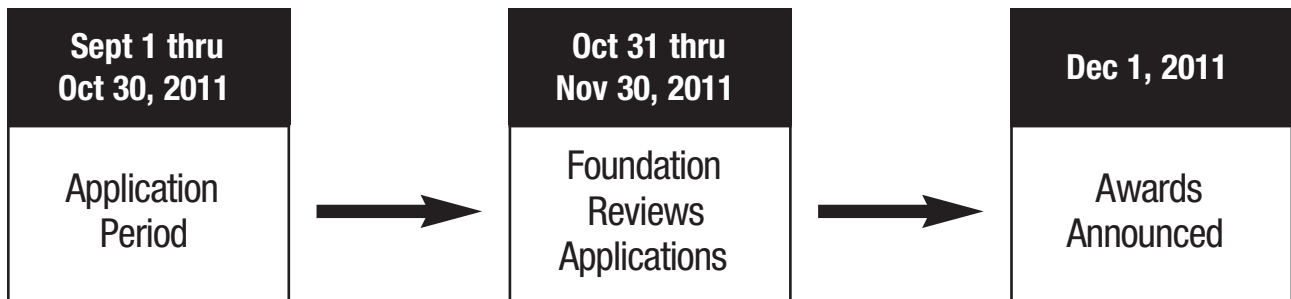 Sept 1 thru
Oct 30, 2011
Application
Period
Oct 31 thru
Nov 30, 2011
Foundation
Reviews
Applications
Dec 1, 2011
Awards
Announced